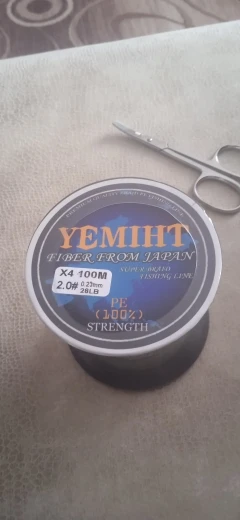 YEMIHT
FIBER FROM JAPAN
SUPER BRAID
FISHING LINE
X4 100M
2.0# 0.23mm
28LB
PE
(100%)
STRENGTH